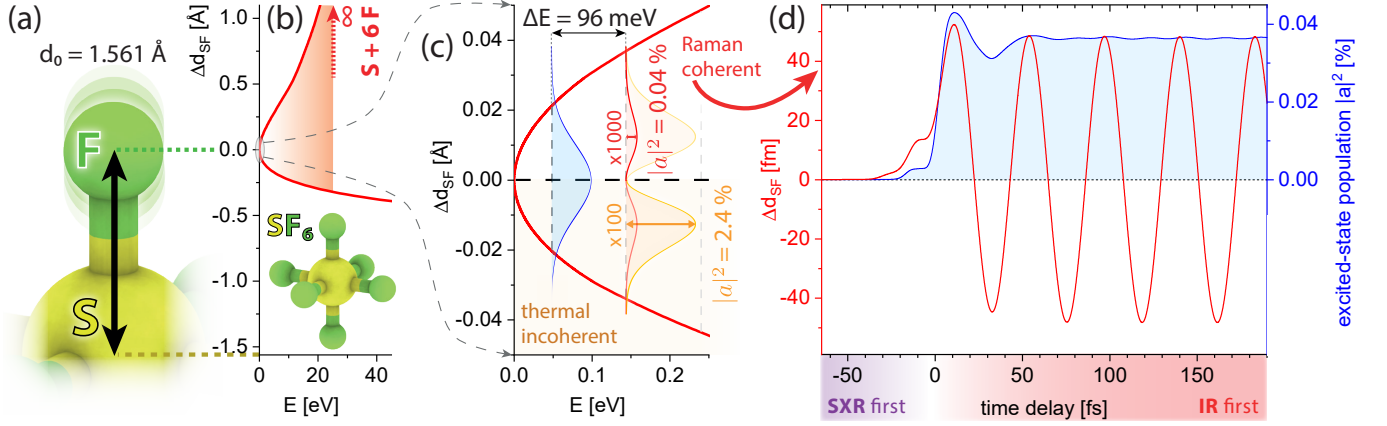 (a)
d₀ = 1.561 Å
F
S
(b)
Δd_SF [Å]
1.0
0.5
0.0
-0.5
-1.0
-1.5
S + 6 F
∞
SF₆
0
20
40
E [eV]
(c)
ΔE = 96 meV
Δd_SF [Å]
0.04
0.02
0.00
-0.02
-0.04
x1000
|a|² = 0.04 %
x100
|a|² = 2.4 %
thermal
incoherent
0.0
0.1
0.2
E [eV]
Raman
coherent
(d)
Δd_SF [fm]
40
20
0
-20
-40
excited-state population |a|² [%]
0.04
0.02
0.00
-50
0
50
100
150
SXR first
time delay [fs]
IR first